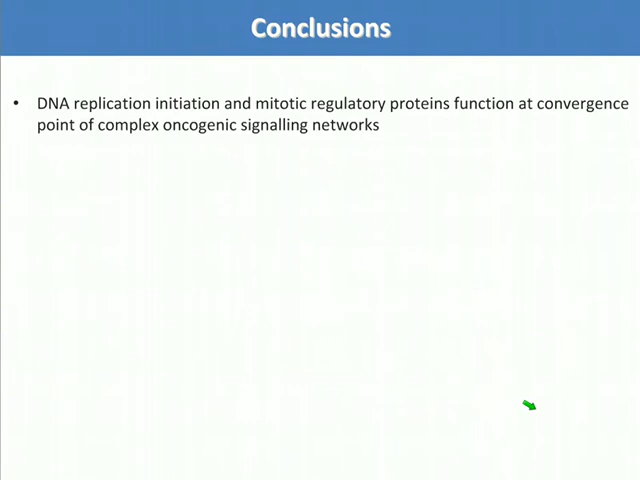 Conclusions
• DNA replication initiation and mitotic regulatory proteins function at convergence
point of complex oncogenic signalling networks